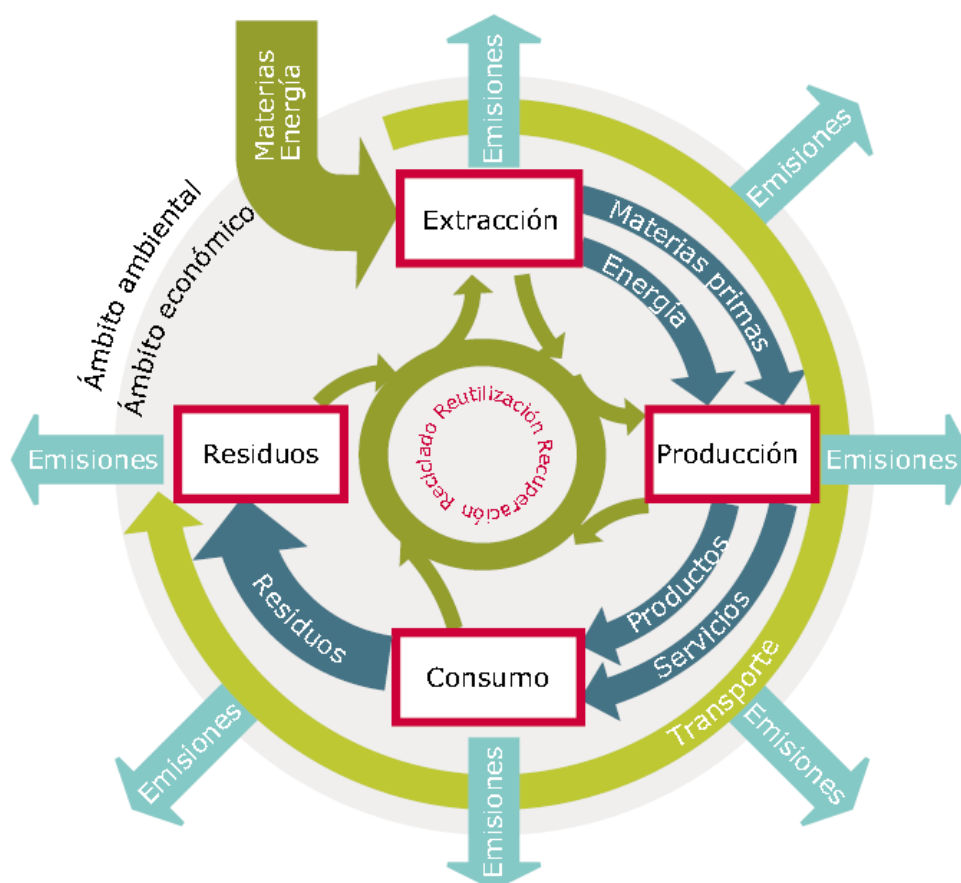 Materias
Energía
Emisiones
Emisiones
Ámbito ambiental
Ámbito económico
Extracción
Materias primas
Energía
Reciclado Reutilización Recuperación
Emisiones
Residuos
Producción
Emisiones
Residuos
Productos
Servicios
Consumo
Transporte
Emisiones
Emisiones
Emisiones